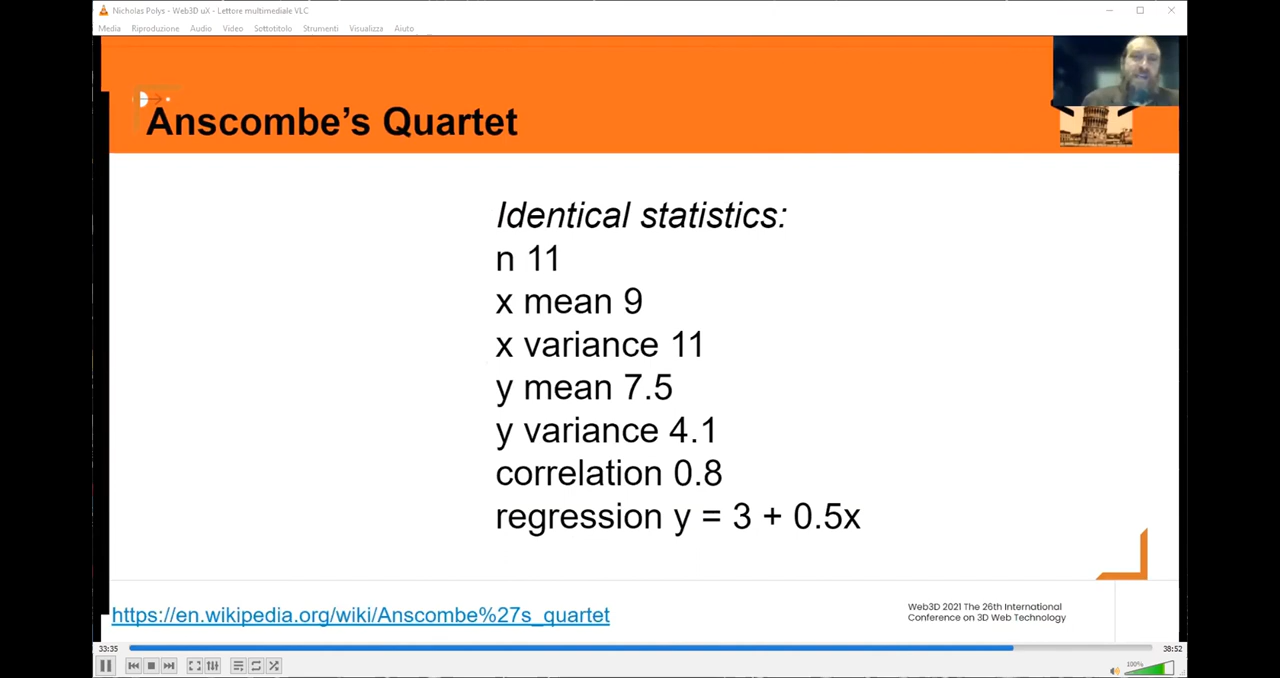 Nicholas Polys - Web3D uX - Lettore multimediale VLC
Media Riproduzione Audio Video Sottotitolo Strumenti Visualizza Aiuto
Anscombe's Quartet
Identical statistics:
n 11
x mean 9
x variance 11
y mean 7.5
y variance 4.1
correlation 0.8
regression y = 3 + 0.5x
https://en.wikipedia.org/wiki/Anscombe%27s_quartet
Web3D 2021 The 26th International
Conference on 3D Web Technology
33:35
38:52
100%